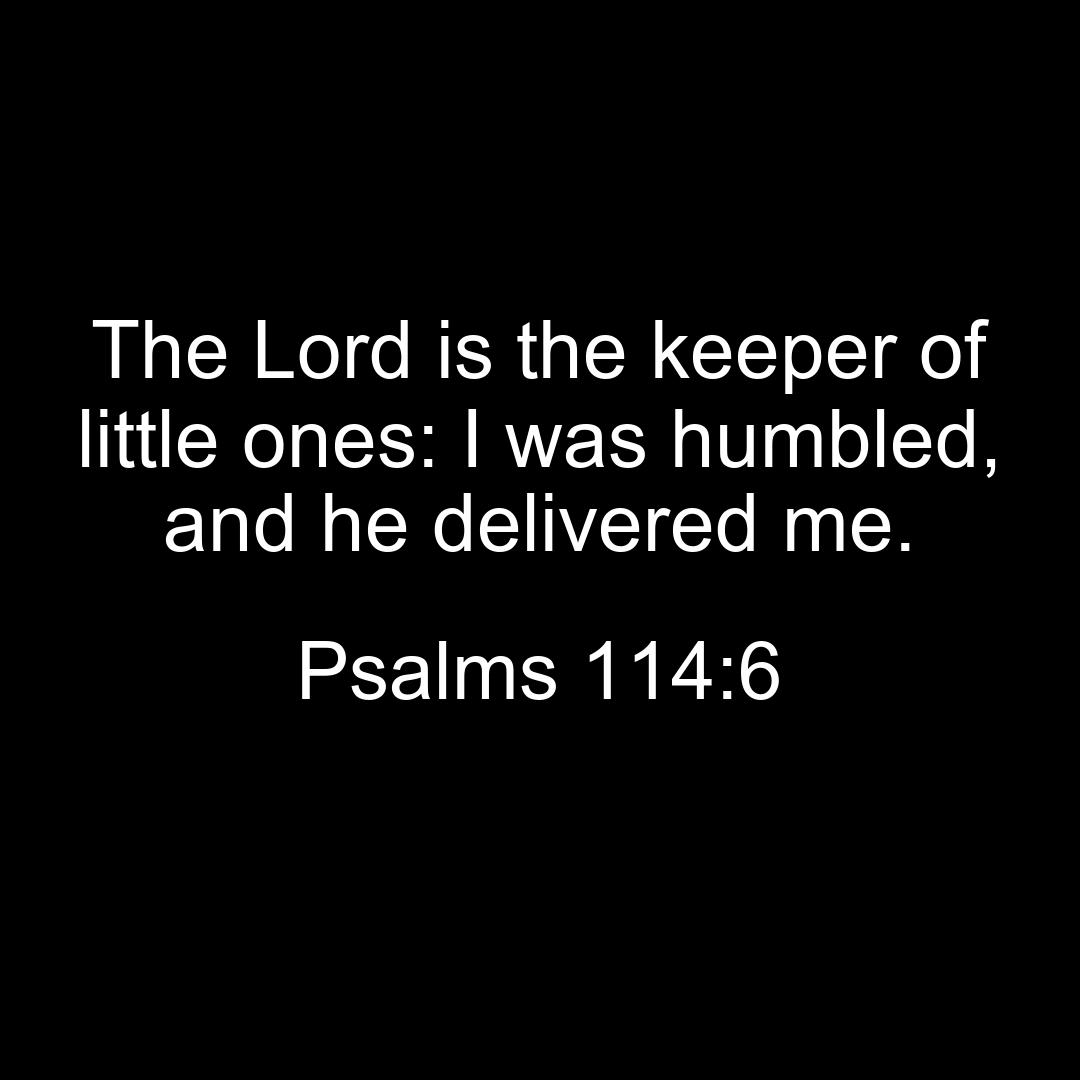 The Lord is the keeper of
little ones: I was humbled,
and he delivered me.
Psalms 114:6